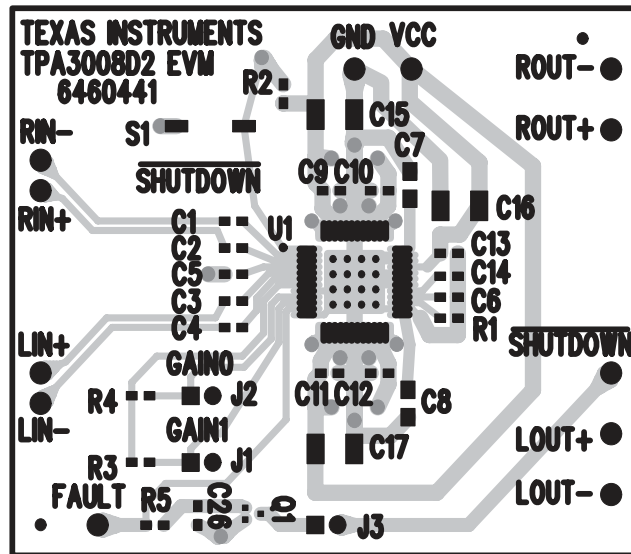 TEXAS INSTRUMENTS
TPA3008D2 EVM
6460441
GND VCC
ROUT-
R2
C15
S1
ROUT+
RIN-
C7
SHUTDOWN
C9 C10
RIN+
C16
C1
U1
C2
C13
C5
C14
C3
C6
C4
R1
LIN+
SHUTDOWN
GAIN0
C11 C12
R4
J2
C8
LIN-
GAIN1
C17
LOUT+
R3
J1
FAULT
R5
C26
Q1
J3
LOUT-